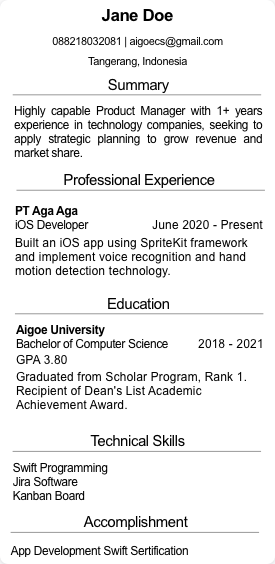 Jane Doe
088218032081 | aigoecs@gmail.com
Tangerang, Indonesia
Summary
Highly capable Product Manager with 1+ years
experience in technology companies, seeking to
apply strategic planning to grow revenue and
market share.
Professional Experience
PT Aga Aga
iOS Developer June 2020 - Present
Built an iOS app using SpriteKit framework
and implement voice recognition and hand
motion detection technology.
Education
Aigoe University
Bachelor of Computer Science 2018 - 2021
GPA 3.80
Graduated from Scholar Program, Rank 1.
Recipient of Dean's List Academic
Achievement Award.
Technical Skills
Swift Programming
Jira Software
Kanban Board
Accomplishment
App Development Swift Sertification